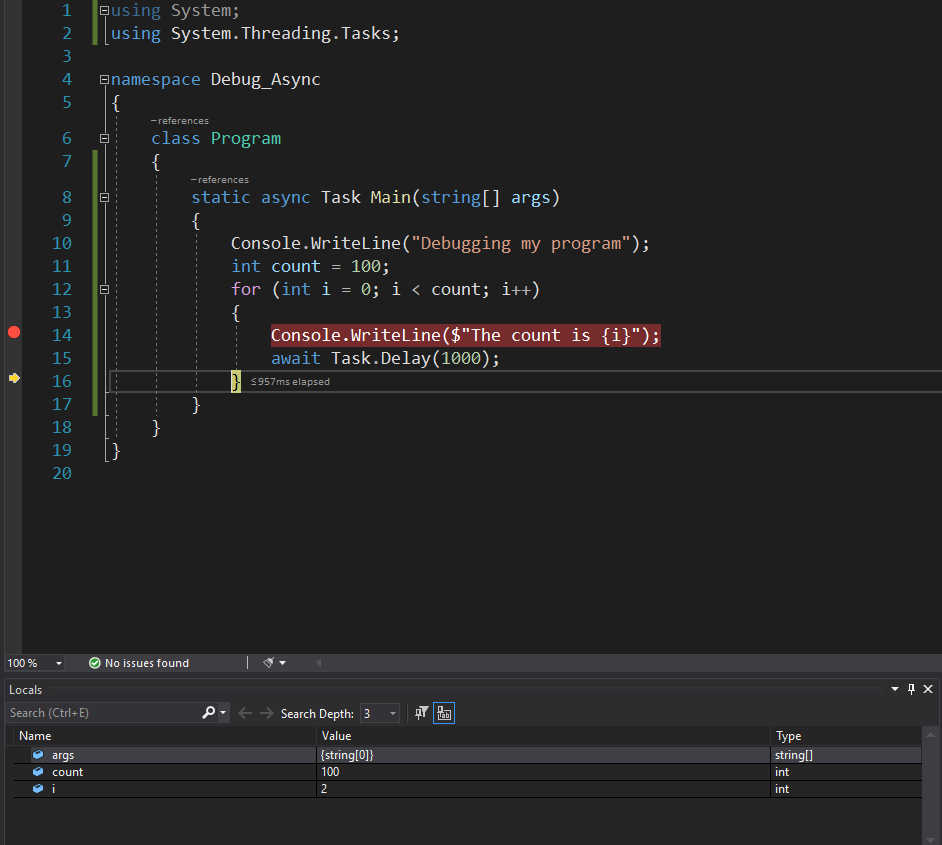 1 using System;
2 using System.Threading.Tasks;
3
4 namespace Debug_Async
5 {
–references
6 class Program
7 {
–references
8 static async Task Main(string[] args)
9 {
10 Console.WriteLine("Debugging my program");
11 int count = 100;
12 for (int i = 0; i < count; i++)
13 {
14 Console.WriteLine($"The count is {i}");
15 await Task.Delay(1000);
16 } ≤957ms elapsed
17 }
18 }
19 }
20
100 % No issues found
Locals
Search (Ctrl+E) Search Depth: 3
Name Value Type
args {string[0]} string[]
count 100 int
i 2 int